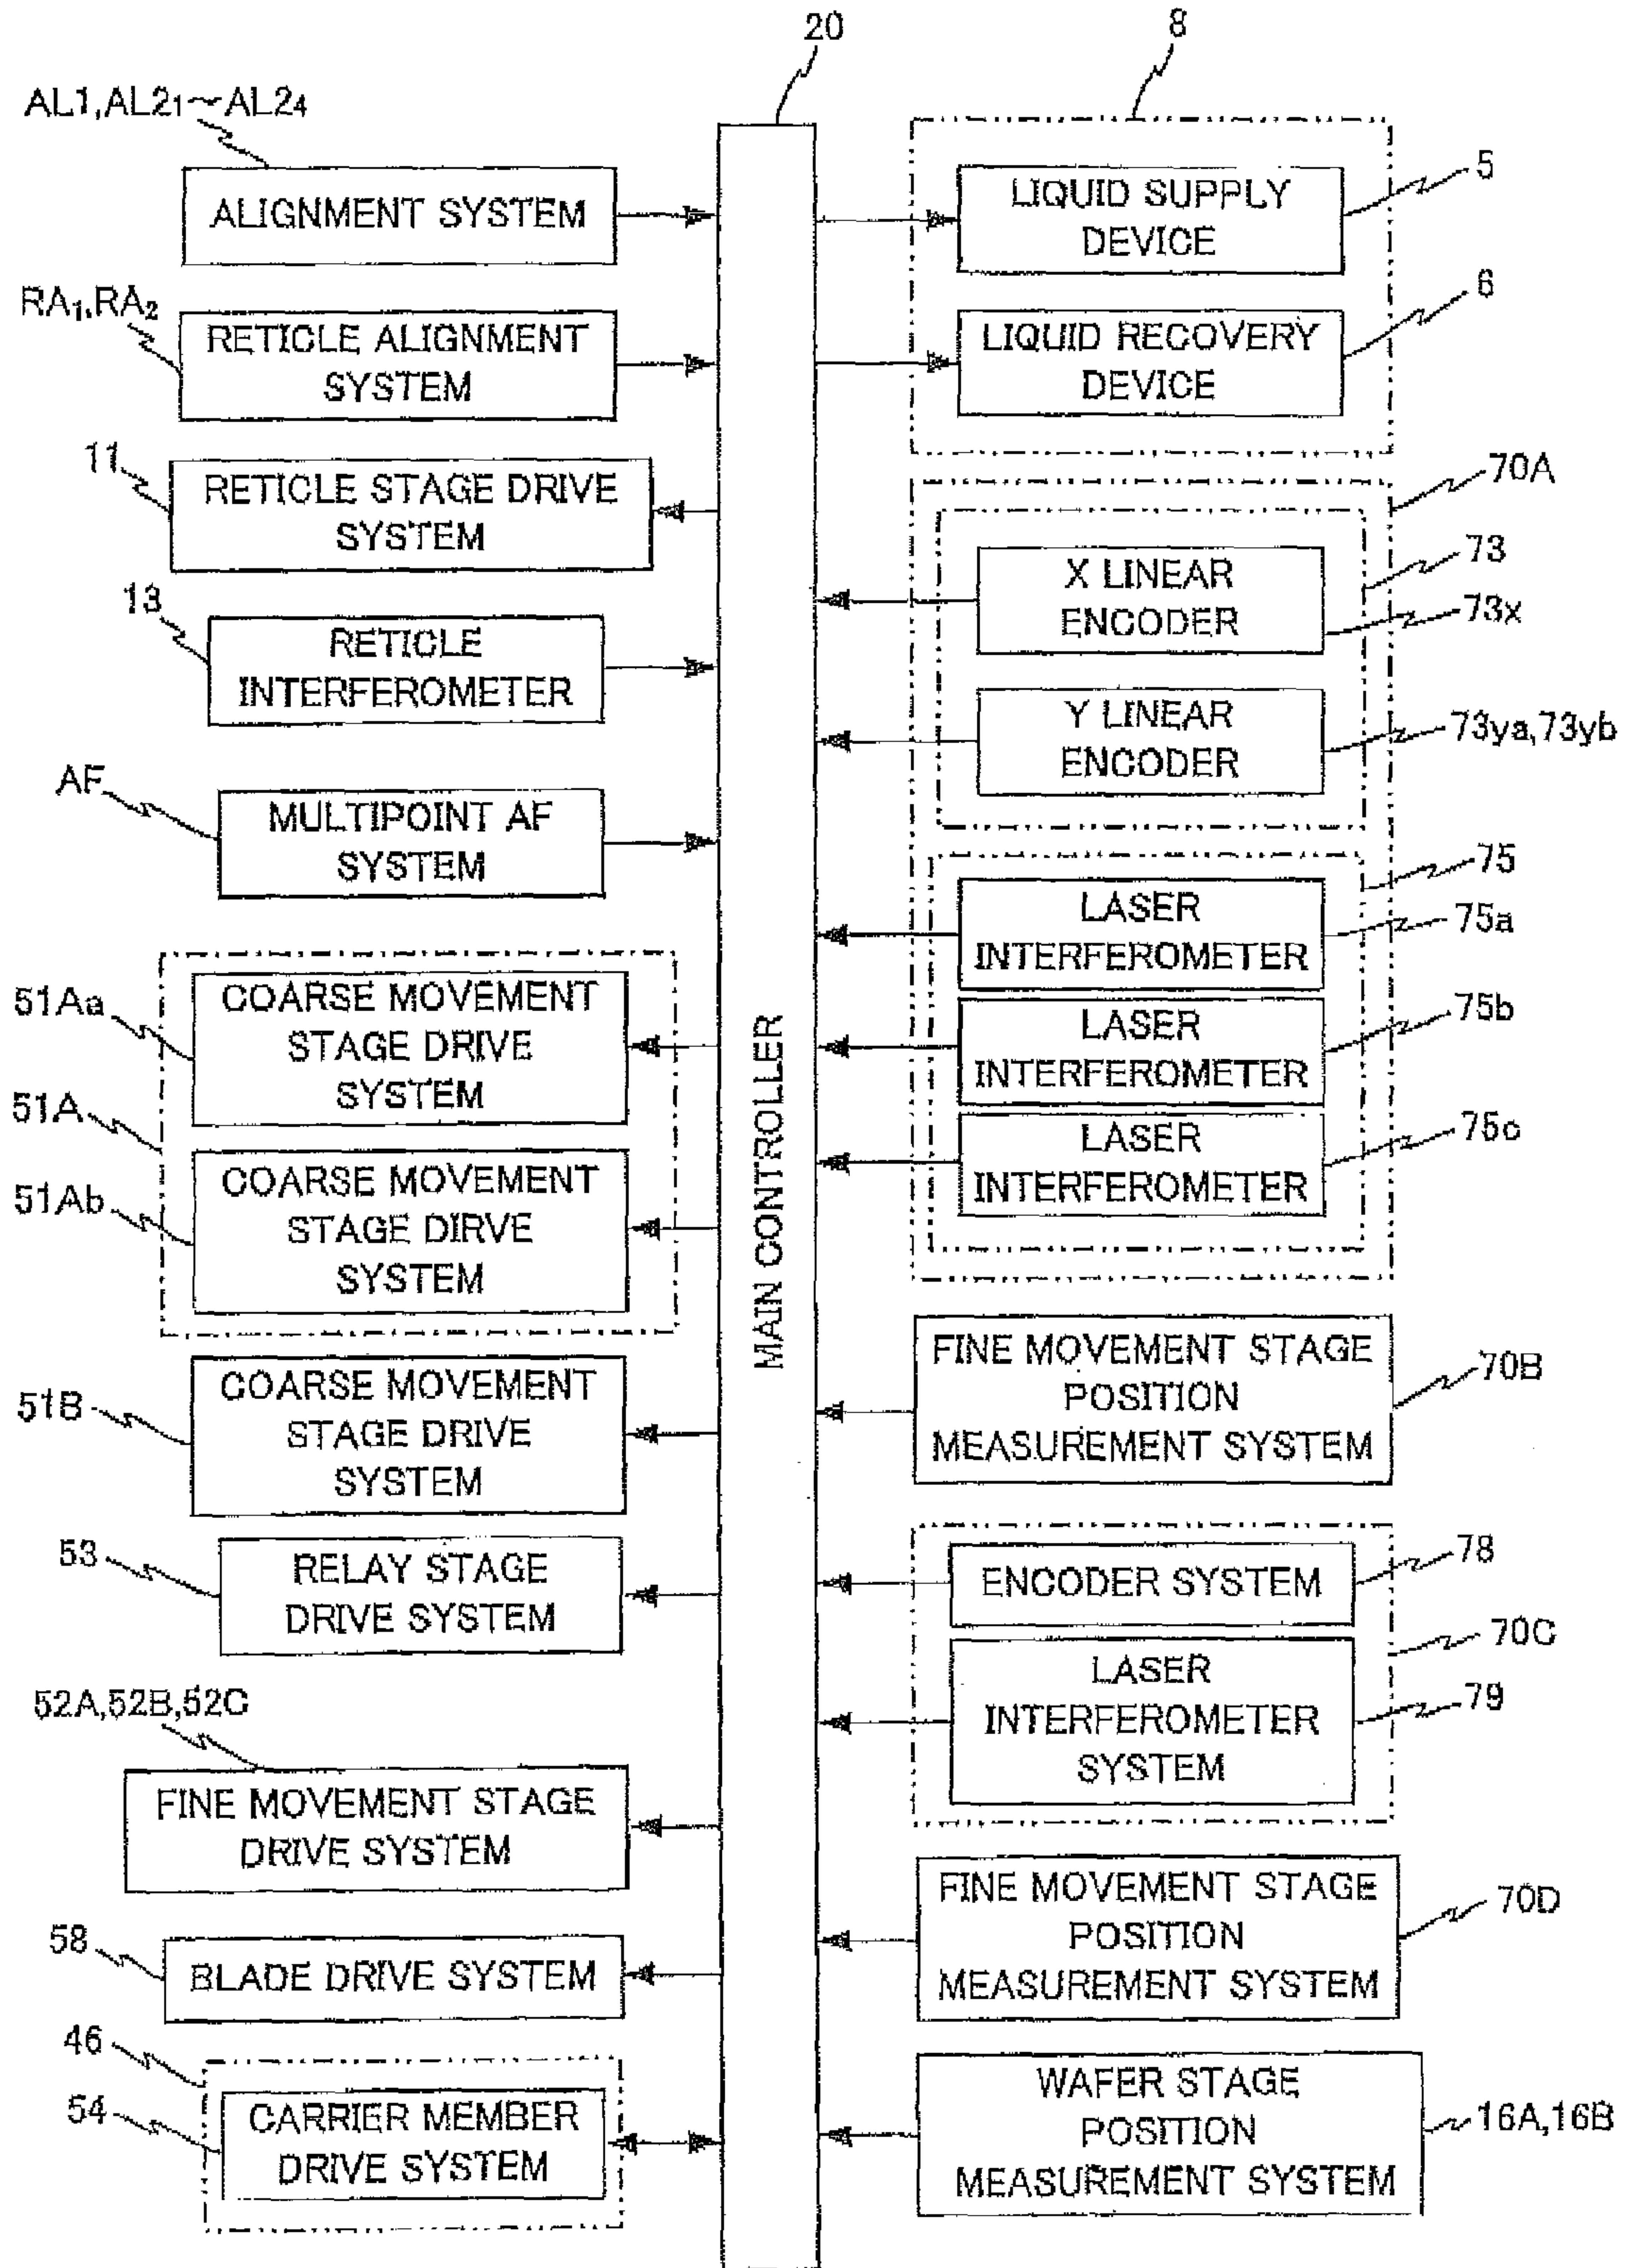 20
8
AL1,AL2₁~AL2₄
ALIGNMENT SYSTEM
RA₁,RA₂
RETICLE ALIGNMENT
SYSTEM
11
RETICLE STAGE DRIVE
SYSTEM
13
RETICLE
INTERFEROMETER
AF
MULTIPOINT AF
SYSTEM
51Aa
COARSE MOVEMENT
STAGE DRIVE
SYSTEM
51A
51Ab
COARSE MOVEMENT
STAGE DIRVE
SYSTEM
51B
COARSE MOVEMENT
STAGE DRIVE
SYSTEM
53
RELAY STAGE
DRIVE SYSTEM
52A,52B,52C
FINE MOVEMENT STAGE
DRIVE SYSTEM
58
BLADE DRIVE SYSTEM
46
54
CARRIER MEMBER
DRIVE SYSTEM
MAIN CONTROLLER
LIQUID SUPPLY
DEVICE
5
LIQUID RECOVERY
DEVICE
6
70A
X LINEAR
ENCODER
73
73x
Y LINEAR
ENCODER
73ya,73yb
75
LASER
INTERFEROMETER
75a
LASER
INTERFEROMETER
75b
LASER
INTERFEROMETER
75c
FINE MOVEMENT STAGE
POSITION
MEASUREMENT SYSTEM
70B
ENCODER SYSTEM
78
70C
LASER
INTERFEROMETER
SYSTEM
79
FINE MOVEMENT STAGE
POSITION
MEASUREMENT SYSTEM
70D
WAFER STAGE
POSITION
MEASUREMENT SYSTEM
16A,16B